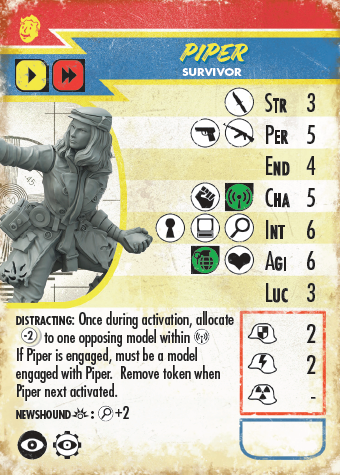 PIPER
SURVIVOR
STR 3
PER 5
END 4
CHA 5
INT 6
AGI 6
LUC 3
DISTRACTING: Once during activation, allocate
-2 to one opposing model within
If Piper is engaged, must be a model
engaged with Piper. Remove token when
Piper next activated.
NEWSHOUND : +2
2
2
-